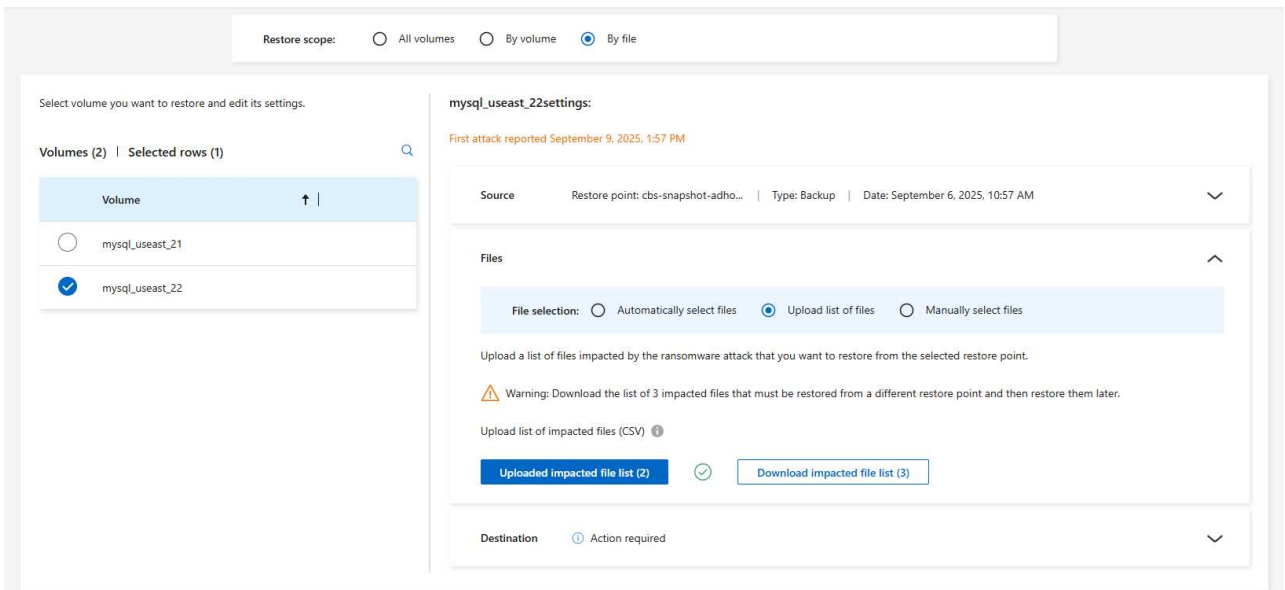 Restore scope: All volumes By volume By file
Select volume you want to restore and edit its settings.
Volumes (2) | Selected rows (1)
Volume
mysql_useast_21
mysql_useast_22
mysql_useast_22settings:
First attack reported September 9, 2025, 1:57 PM
Source Restore point: cbs-snapshot-adho... | Type: Backup | Date: September 6, 2025, 10:57 AM
Files
File selection: Automatically select files Upload list of files Manually select files
Upload a list of files impacted by the ransomware attack that you want to restore from the selected restore point.
Warning: Download the list of 3 impacted files that must be restored from a different restore point and then restore them later.
Upload list of impacted files (CSV)
Uploaded impacted file list (2) Download impacted file list (3)
Destination Action required